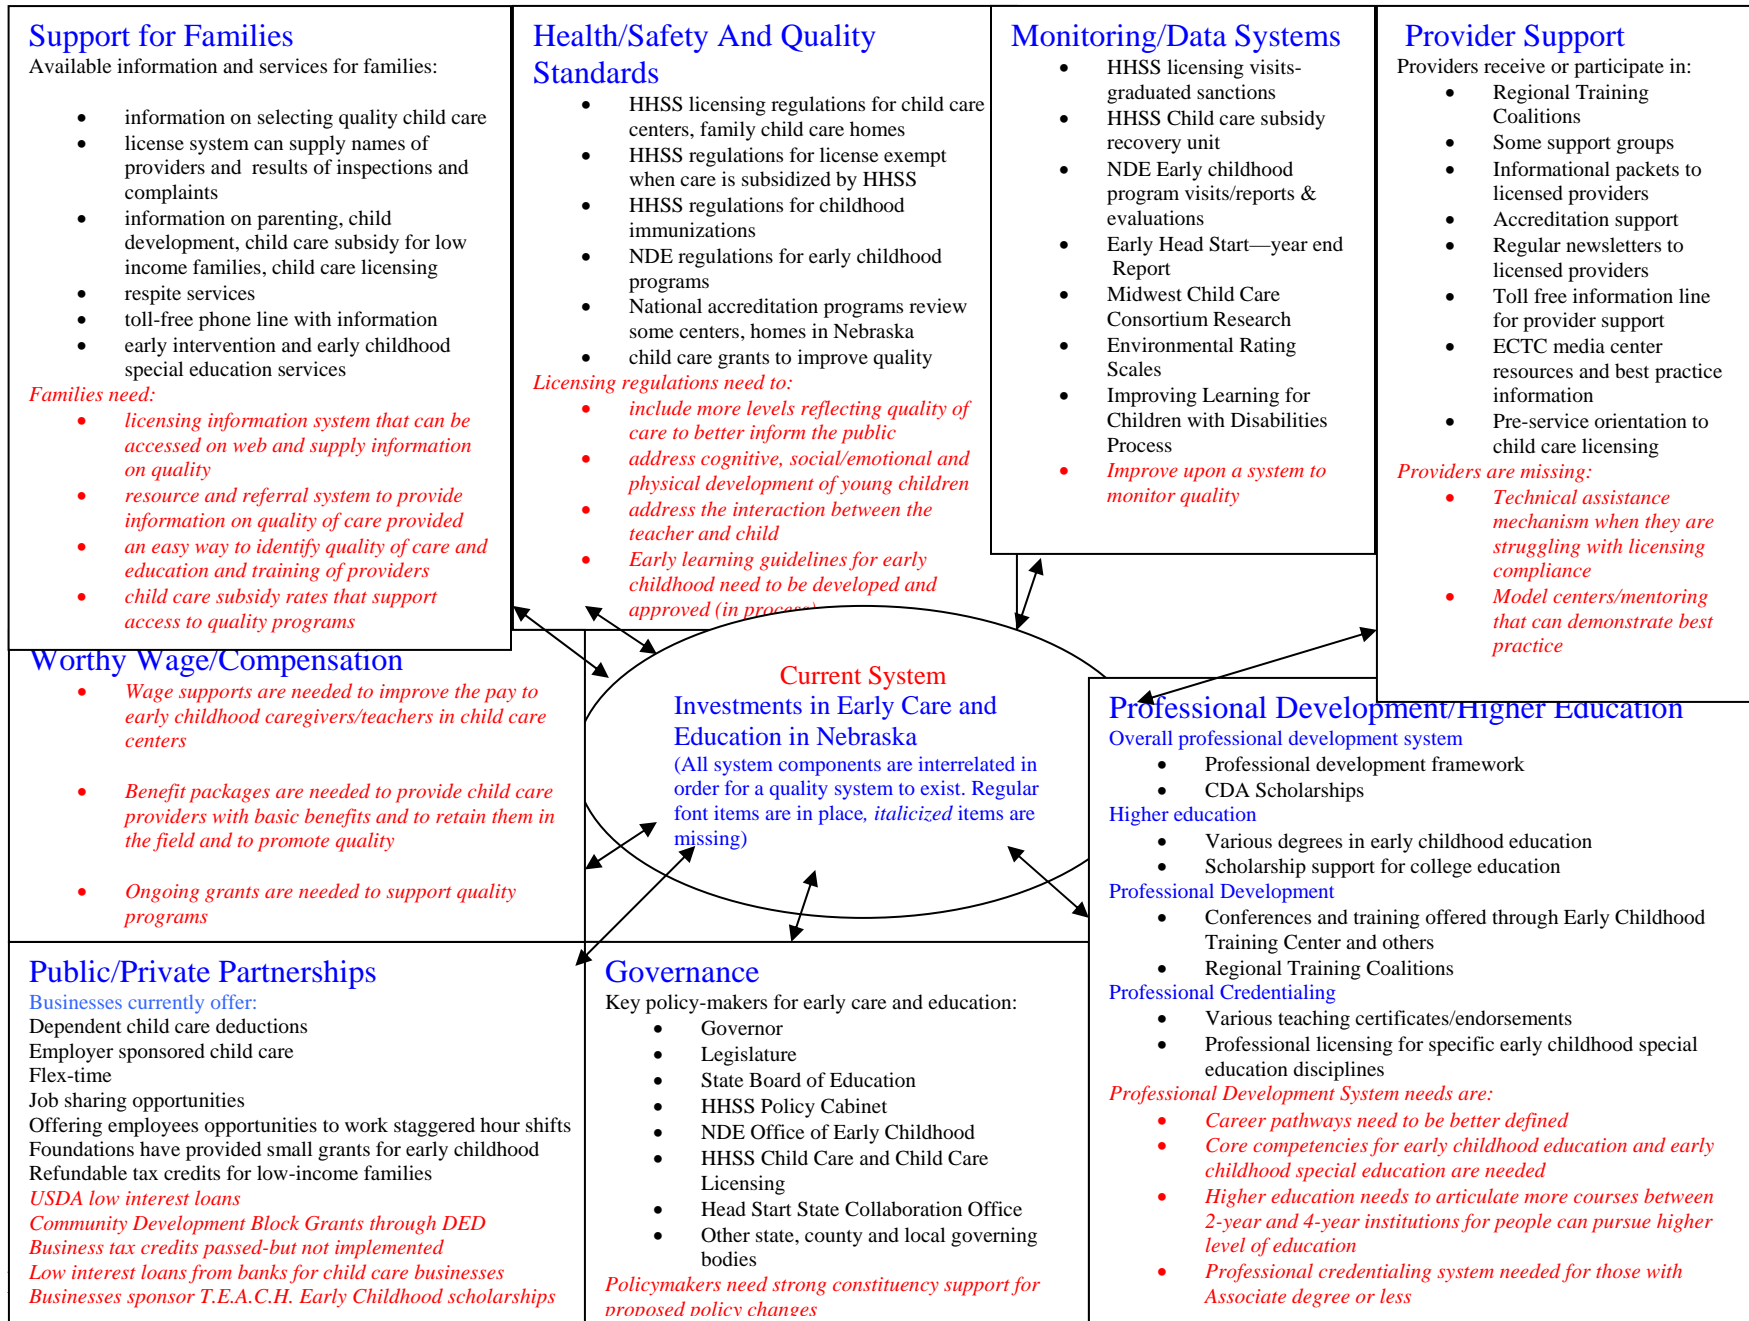 Support for Families
Available information and services for families:
• information on selecting quality child care
• license system can supply names of
providers and results of inspections and
complaints
• information on parenting, child
development, child care subsidy for low
income families, child care licensing
• respite services
• toll-free phone line with information
• early intervention and early childhood
special education services
Families need:
• licensing information system that can be
accessed on web and supply information
on quality
• resource and referral system to provide
information on quality of care provided
• an easy way to identify quality of care and
education and training of providers
• child care subsidy rates that support
access to quality programs
Health/Safety And Quality
Standards
• HHSS licensing regulations for child care
centers, family child care homes
• HHSS regulations for license exempt
when care is subsidized by HHSS
• HHSS regulations for childhood
immunizations
• NDE regulations for early childhood
programs
• National accreditation programs review
some centers, homes in Nebraska
• child care grants to improve quality
Licensing regulations need to:
• include more levels reflecting quality of
care to better inform the public
• address cognitive, social/emotional and
physical development of young children
• address the interaction between the
teacher and child
• Early learning guidelines for early
childhood need to be developed and
approved (in process)
Monitoring/Data Systems
• HHSS licensing visits-
graduated sanctions
• HHSS Child care subsidy
recovery unit
• NDE Early childhood
program visits/reports &
evaluations
• Early Head Start—year end
Report
• Midwest Child Care
Consortium Research
• Environmental Rating
Scales
• Improving Learning for
Children with Disabilities
Process
• Improve upon a system to
monitor quality
Provider Support
Providers receive or participate in:
• Regional Training
Coalitions
• Some support groups
• Informational packets to
licensed providers
• Accreditation support
• Regular newsletters to
licensed providers
• Toll free information line
for provider support
• ECTC media center
resources and best practice
information
• Pre-service orientation to
child care licensing
Providers are missing:
• Technical assistance
mechanism when they are
struggling with licensing
compliance
• Model centers/mentoring
that can demonstrate best
practice
Worthy Wage/Compensation
• Wage supports are needed to improve the pay to
early childhood caregivers/teachers in child care
centers
• Benefit packages are needed to provide child care
providers with basic benefits and to retain them in
the field and to promote quality
• Ongoing grants are needed to support quality
programs
Current System
Investments in Early Care and
Education in Nebraska
(All system components are interrelated in
order for a quality system to exist. Regular
font items are in place, italicized items are
missing)
Professional Development/Higher Education
Overall professional development system
• Professional development framework
• CDA Scholarships
Higher education
• Various degrees in early childhood education
• Scholarship support for college education
Professional Development
• Conferences and training offered through Early Childhood
Training Center and others
• Regional Training Coalitions
Professional Credentialing
• Various teaching certificates/endorsements
• Professional licensing for specific early childhood special
education disciplines
Professional Development System needs are:
• Career pathways need to be better defined
• Core competencies for early childhood education and early
childhood special education are needed
• Higher education needs to articulate more courses between
2-year and 4-year institutions for people can pursue higher
level of education
• Professional credentialing system needed for those with
Associate degree or less
Public/Private Partnerships
Businesses currently offer:
Dependent child care deductions
Employer sponsored child care
Flex-time
Job sharing opportunities
Offering employees opportunities to work staggered hour shifts
Foundations have provided small grants for early childhood
Refundable tax credits for low-income families
USDA low interest loans
Community Development Block Grants through DED
Business tax credits passed-but not implemented
Low interest loans from banks for child care businesses
Businesses sponsor T.E.A.C.H. Early Childhood scholarships
Governance
Key policy-makers for early care and education:
• Governor
• Legislature
• State Board of Education
• HHSS Policy Cabinet
• NDE Office of Early Childhood
• HHSS Child Care and Child Care
Licensing
• Head Start State Collaboration Office
• Other state, county and local governing
bodies
Policymakers need strong constituency support for
proposed policy changes